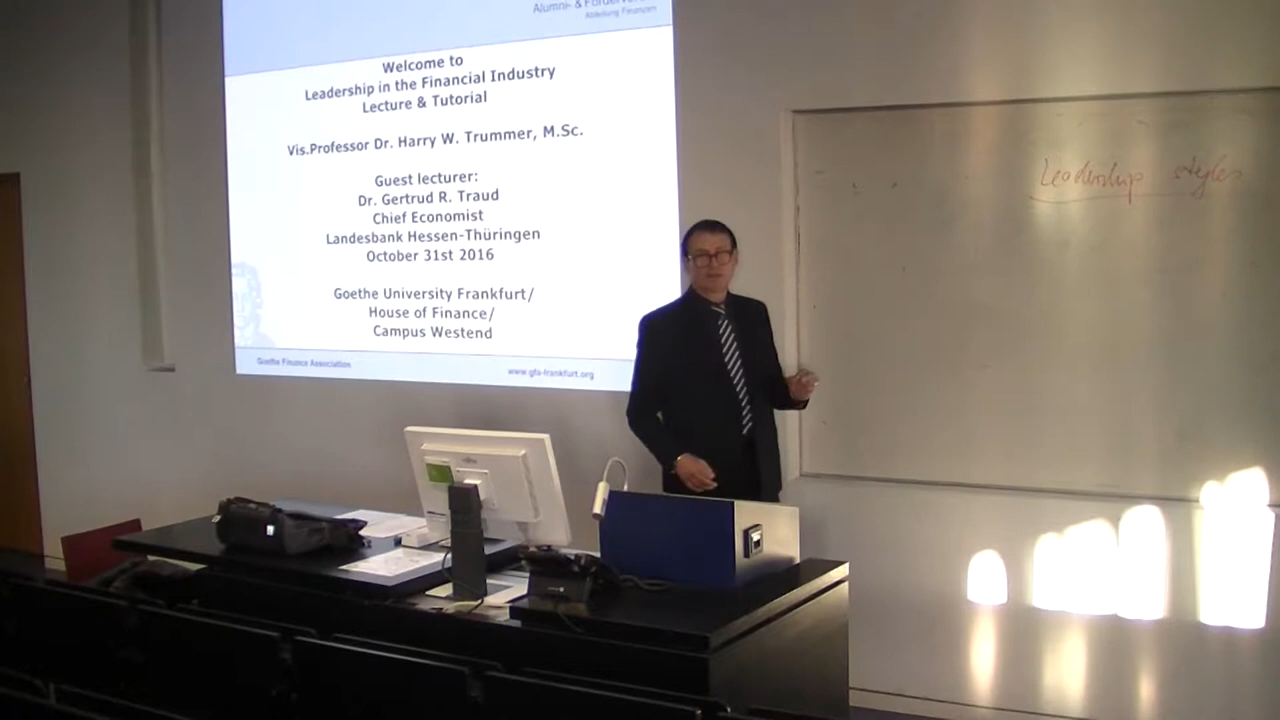 Alumni- & Förderverein
Abteilung Finanzen
Welcome to
Leadership in the Financial Industry
Lecture & Tutorial
Vis.Professor Dr. Harry W. Trummer, M.Sc.
Guest lecturer:
Dr. Gertrud R. Traud
Chief Economist
Landesbank Hessen-Thüringen
October 31st 2016
Goethe University Frankfurt/
House of Finance/
Campus Westend
Goethe Finance Association
www.gfa-frankfurt.org
Leadership styles